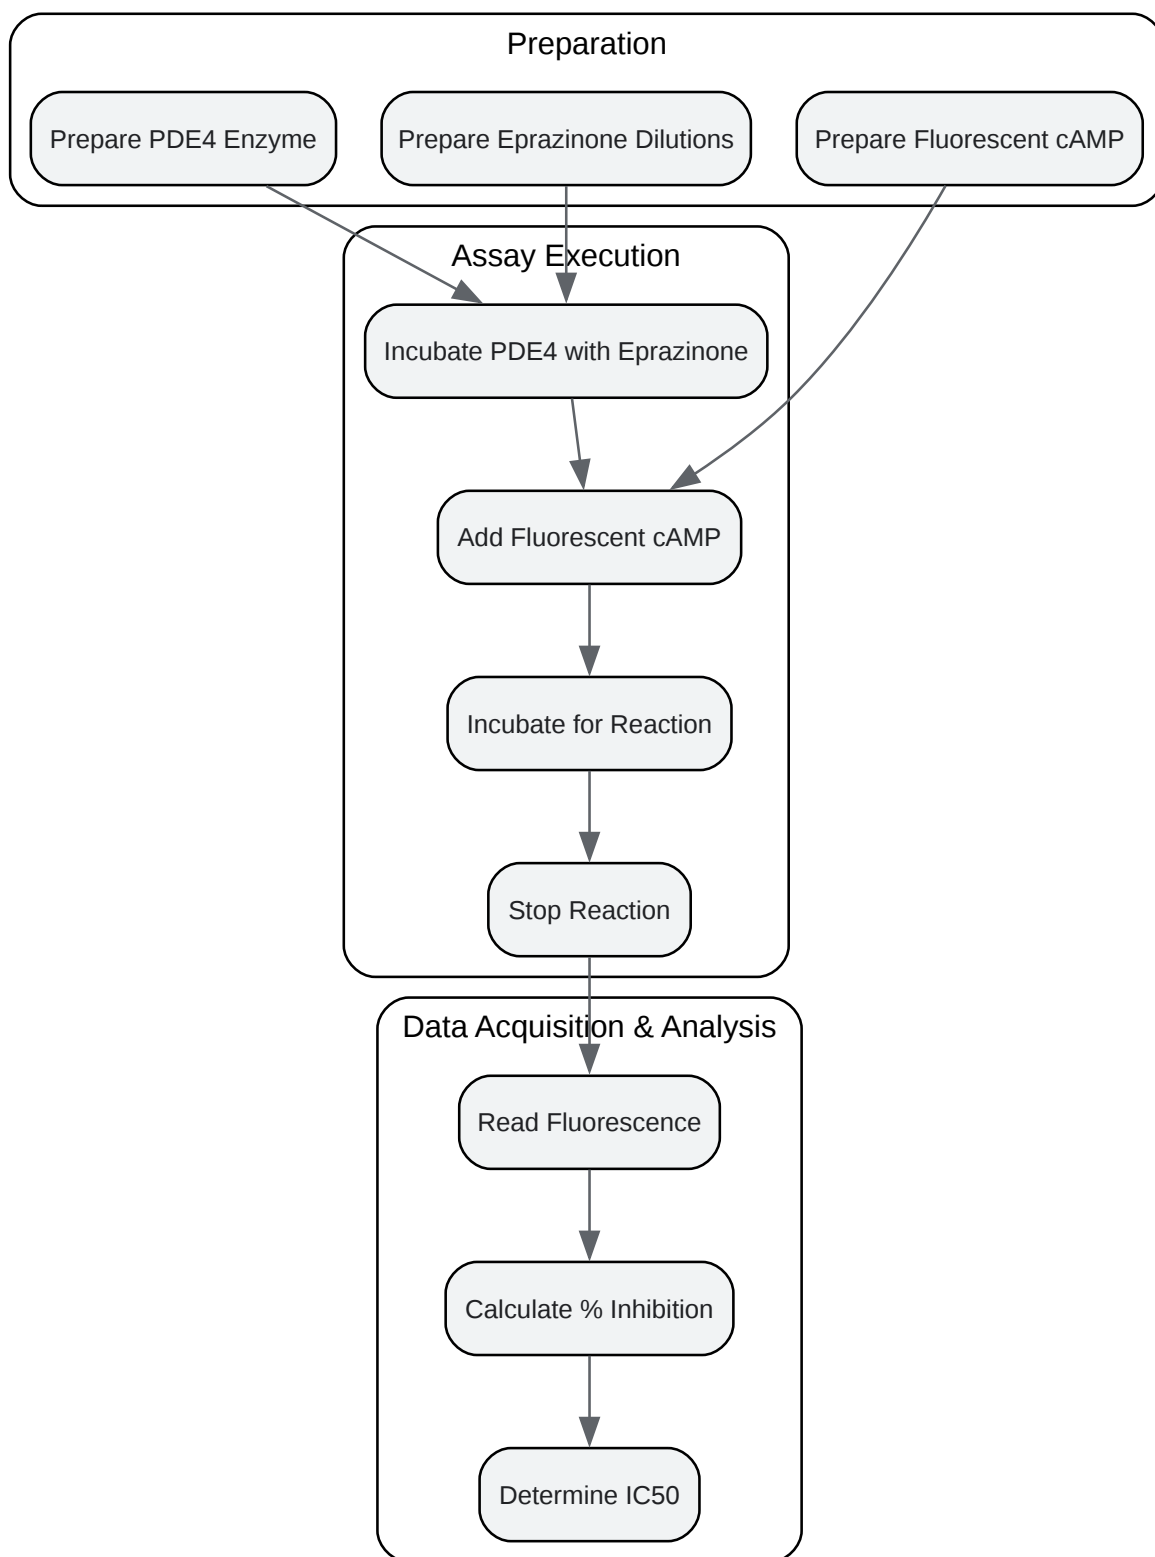 Preparation
Prepare PDE4 Enzyme
Prepare Eprazinone Dilutions
Prepare Fluorescent cAMP
Assay Execution
Incubate PDE4 with Eprazinone
Add Fluorescent cAMP
Incubate for Reaction
Stop Reaction
Data Acquisition & Analysis
Read Fluorescence
Calculate % Inhibition
Determine IC50